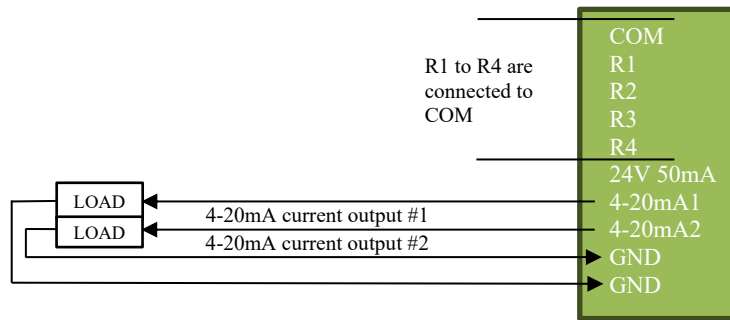 R1 to R4 are
connected to
COM
COM
R1
R2
R3
R4
24V 50mA
4-20mA1
4-20mA2
GND
GND
LOAD
4-20mA current output #1
LOAD
4-20mA current output #2